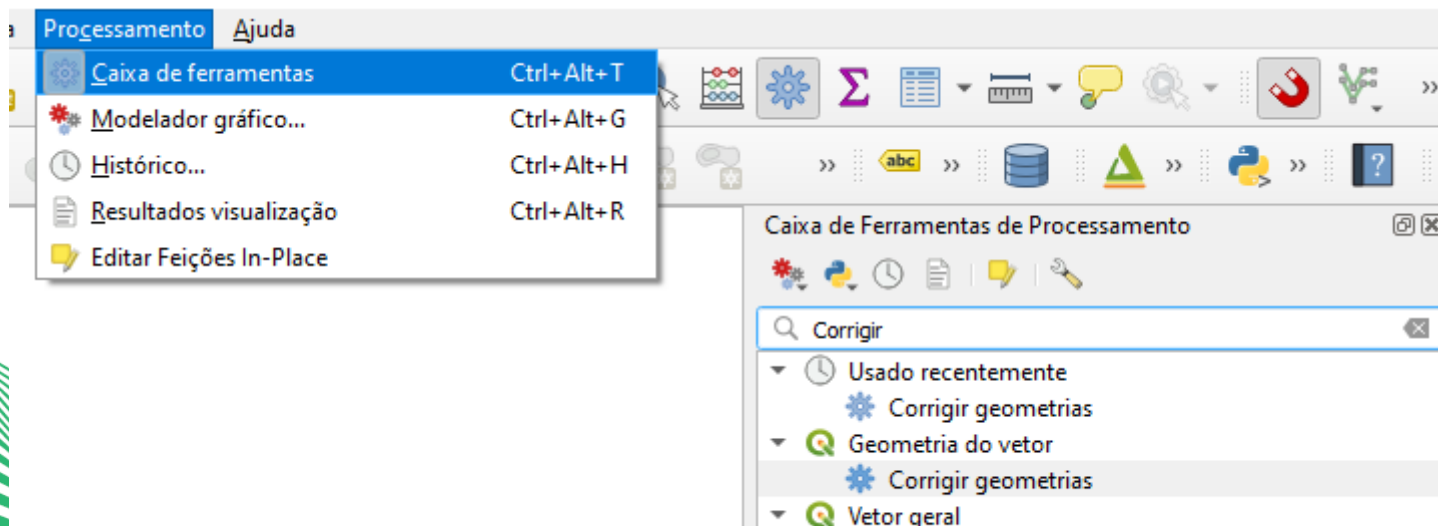 a Processamento Ajuda
Caixa de ferramentas Ctrl+Alt+T
Modelador gráfico... Ctrl+Alt+G
Histórico... Ctrl+Alt+H
Resultados visualização Ctrl+Alt+R
Editar Feições In-Place
abc
Caixa de Ferramentas de Processamento
Corrigir
Usado recentemente
Corrigir geometrias
Geometria do vetor
Corrigir geometrias
Vetor geral